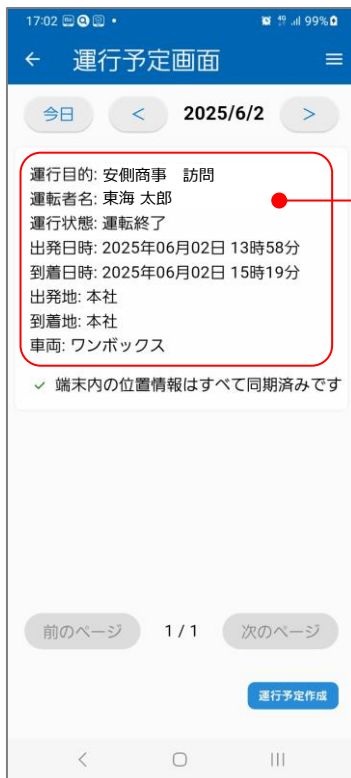 17:02
99%
運行予定画面
今日 < 2025/6/2 >
運行目的: 安側商事 訪問
運転者名: 東海 太郎
運行状態: 運転終了
出発日時: 2025年06月02日 13時58分
到着日時: 2025年06月02日 15時19分
出発地: 本社
到着地: 本社
車両: ワンボックス
端末内の位置情報はすべて同期済みです
前のページ 1 / 1 次のページ
運行予定作成